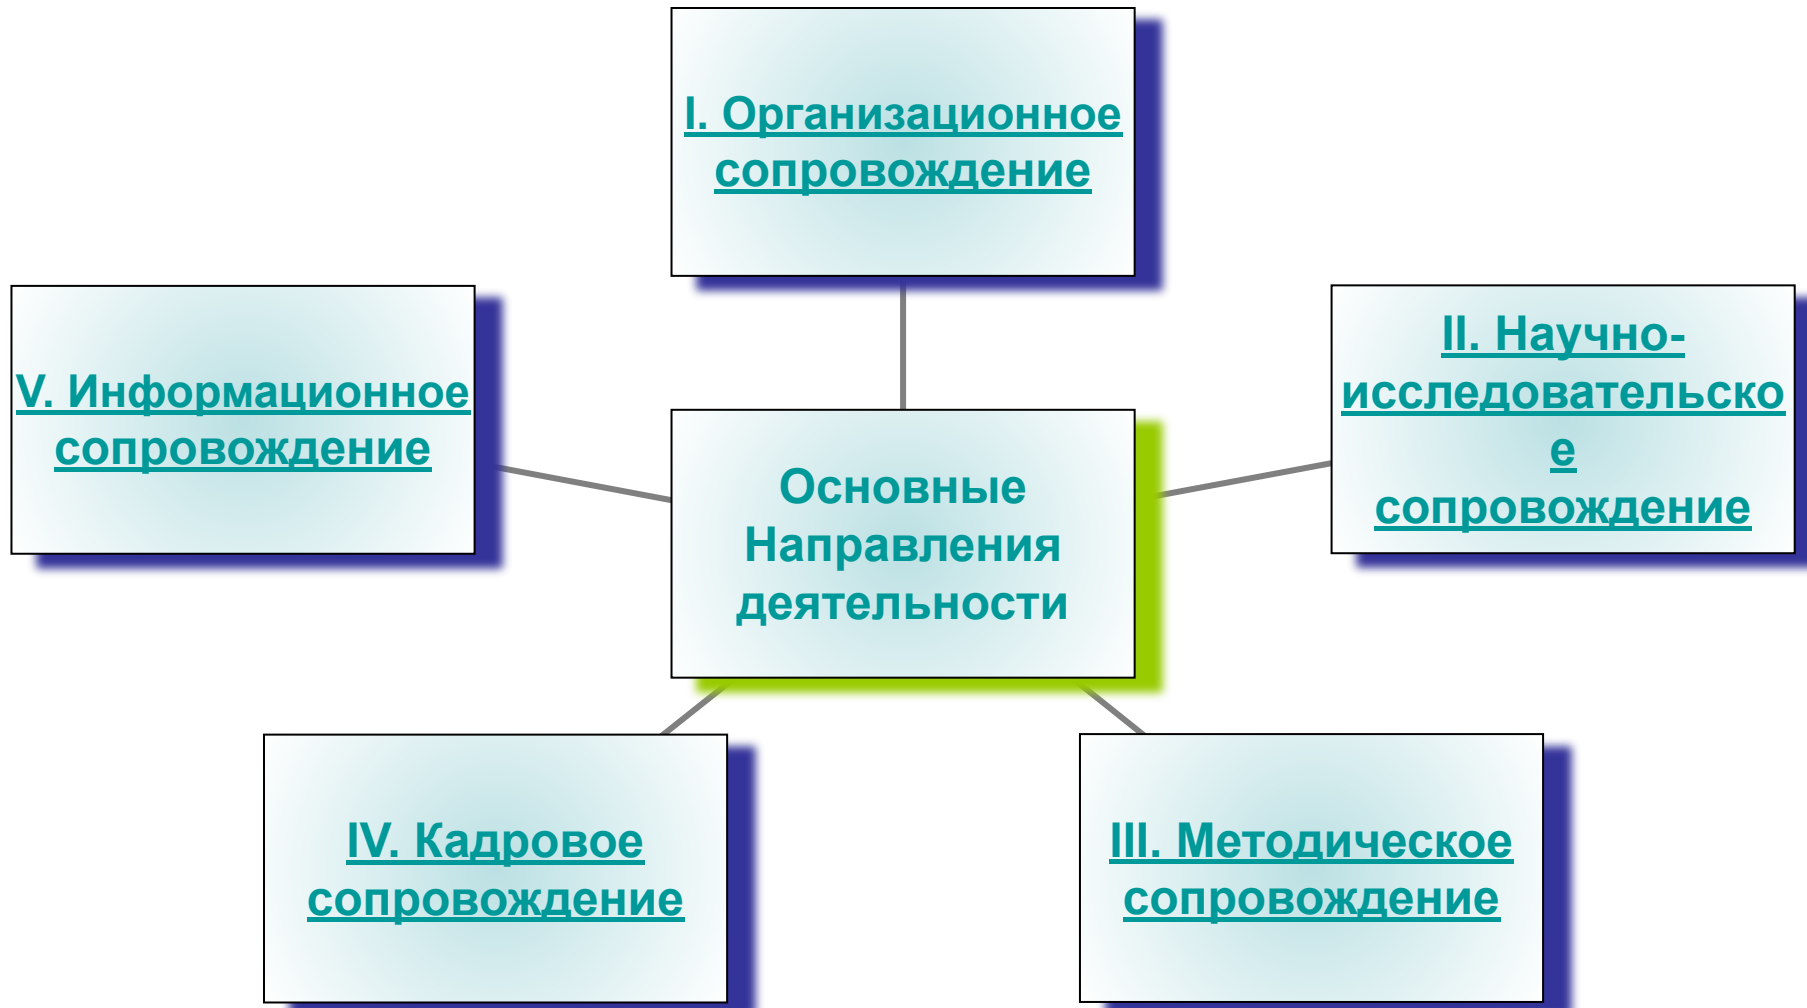 I. Организационное
сопровождение
II. Научно-
исследовательско
е
сопровождение
V. Информационное
сопровождение
Основные
Направления
деятельности
IV. Кадровое
сопровождение
III. Методическое
сопровождение